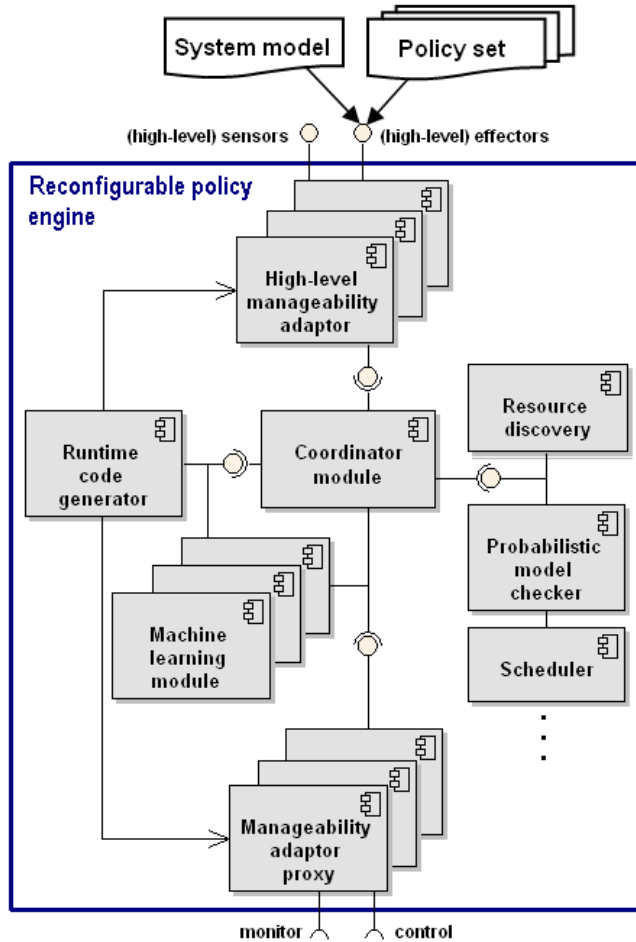 System model
Policy set
(high-level) sensors
(high-level) effectors
Reconfigurable policy
engine
High-level
manageability
adaptor
Runtime
code
generator
Coordinator
module
Resource
discovery
Probabilistic
model
checker
Machine
learning
module
Scheduler
Manageability
adaptor
proxy
monitor
control